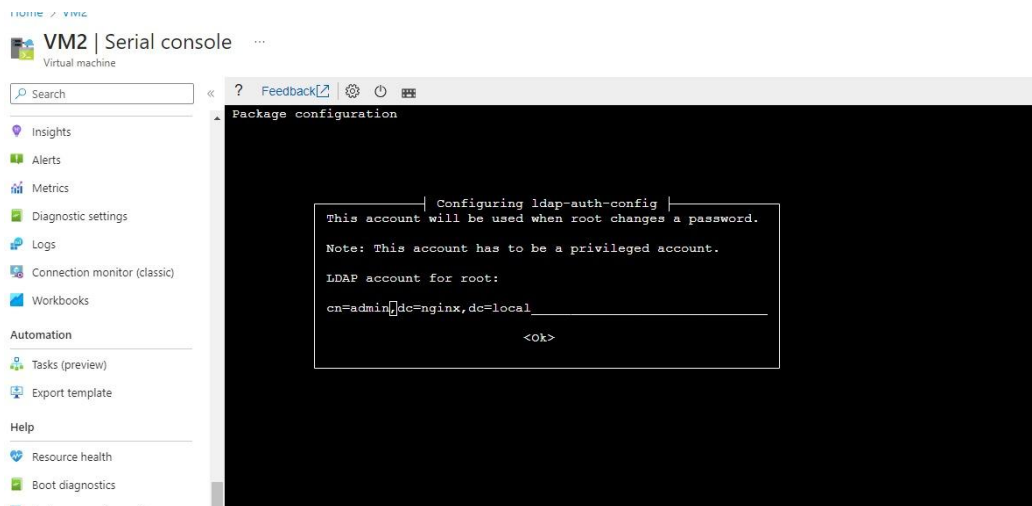 Home > VM2
VM2 | Serial console ...
Virtual machine
Search
«
? Feedback
Insights
Alerts
Metrics
Diagnostic settings
Logs
Connection monitor (classic)
Workbooks
Automation
Tasks (preview)
Export template
Help
Resource health
Boot diagnostics
Package configuration
Configuring ldap-auth-config
This account will be used when root changes a password.
Note: This account has to be a privileged account.
LDAP account for root:
cn=admin,dc=nginx,dc=local
<Ok>